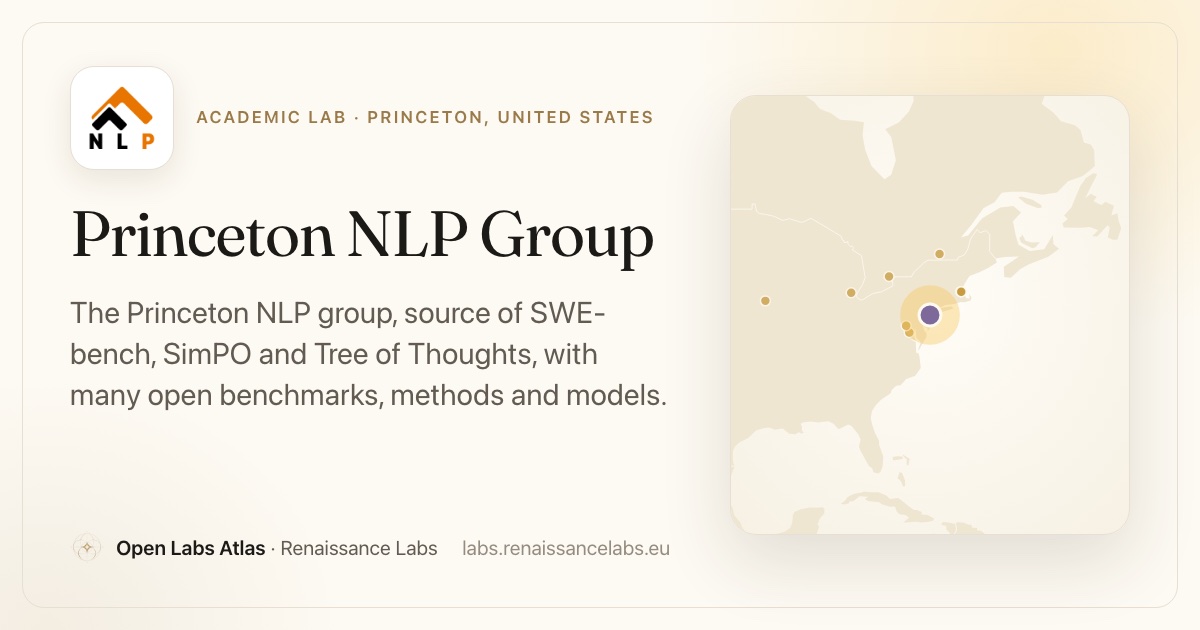 NLP
ACADEMIC LAB · PRINCETON, UNITED STATES
Princeton NLP Group
The Princeton NLP group, source of SWE-
bench, SimPO and Tree of Thoughts, with
many open benchmarks, methods and models.
Open Labs Atlas · Renaissance Labs labs.renaissancelabs.eu